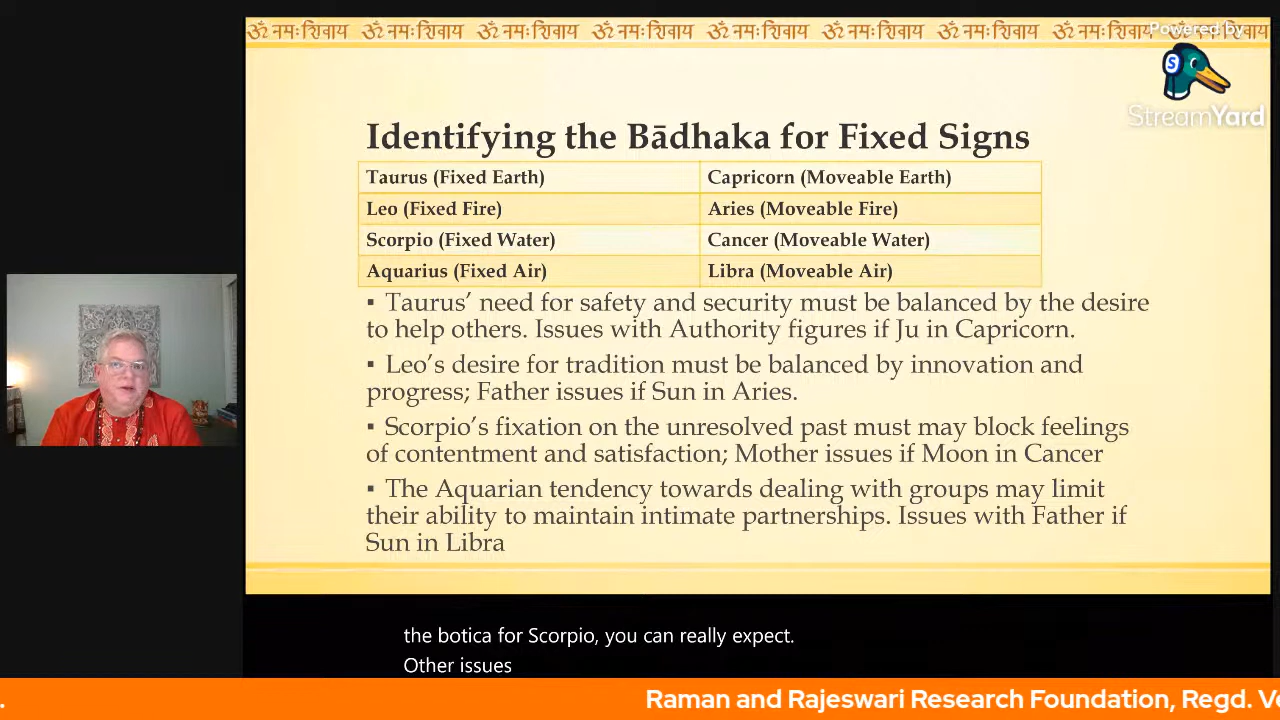 ॐ नमः शिवाय ॐ नमः शिवाय ॐ नमः शिवाय ॐ नमः शिवाय ॐ नमः शिवाय ॐ नमः शिवाय ॐ नमः शिवाय ॐ नमः शिवाय ॐ नमः शिवाय
Powered by
StreamYard
Identifying the Bādhaka for Fixed Signs
Taurus (Fixed Earth) Capricorn (Moveable Earth)
Leo (Fixed Fire) Aries (Moveable Fire)
Scorpio (Fixed Water) Cancer (Moveable Water)
Aquarius (Fixed Air) Libra (Moveable Air)
▪ Taurus’ need for safety and security must be balanced by the desire
to help others. Issues with Authority figures if Ju in Capricorn.
▪ Leo’s desire for tradition must be balanced by innovation and
progress; Father issues if Sun in Aries.
▪ Scorpio’s fixation on the unresolved past must may block feelings
of contentment and satisfaction; Mother issues if Moon in Cancer
▪ The Aquarian tendency towards dealing with groups may limit
their ability to maintain intimate partnerships. Issues with Father if
Sun in Libra
the botica for Scorpio, you can really expect.
Other issues
. Raman and Rajeswari Research Foundation, Regd. V